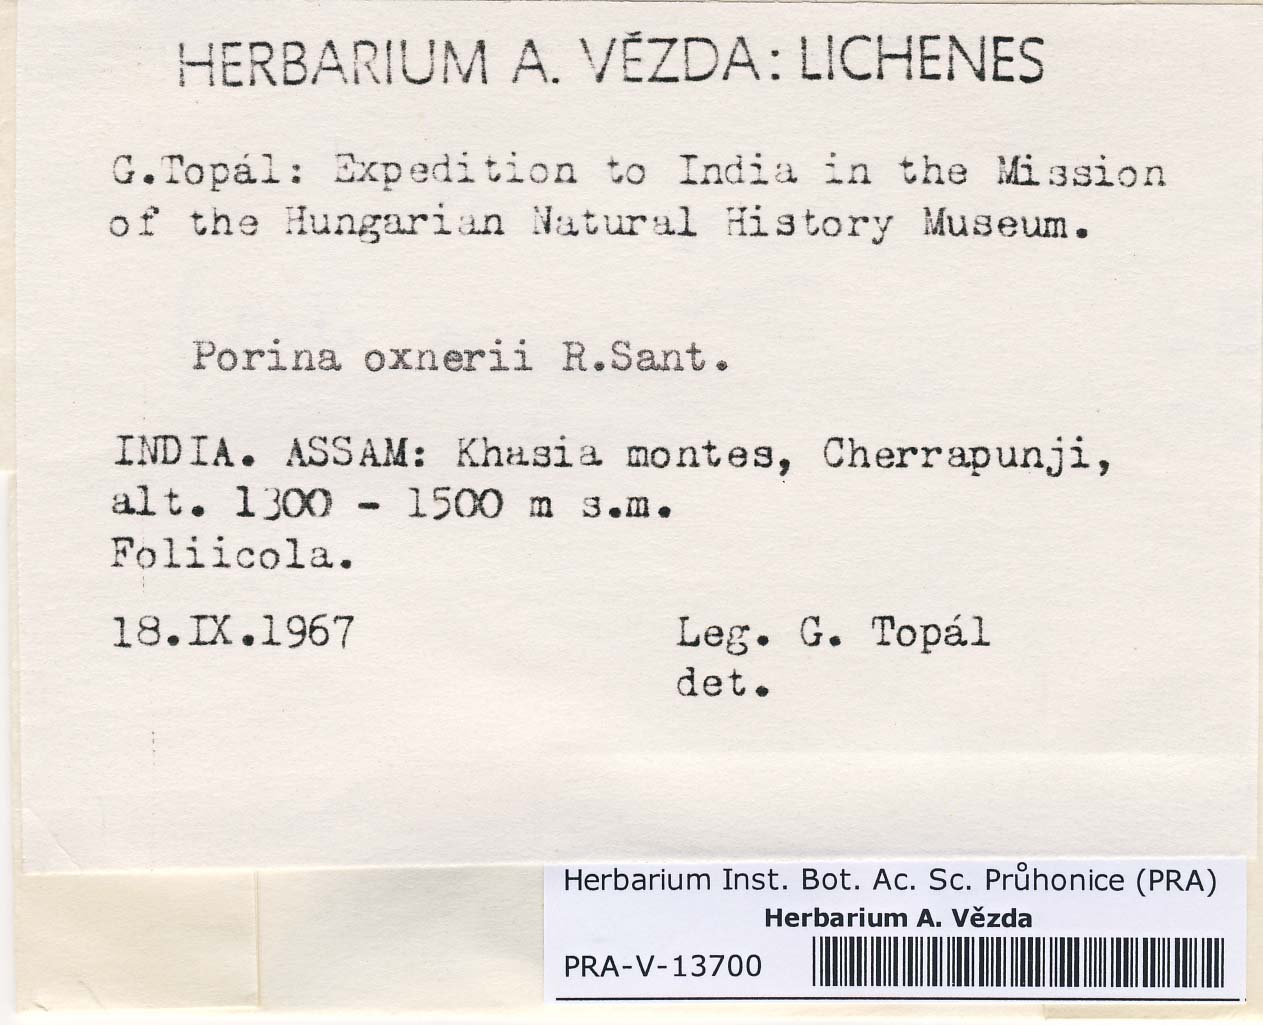 HERBARIUM A. VĚZDA: LICHENES
G.Topál: Expedition to India in the Mission
of the Hungarian Natural History Museum.
Porina oxnerii R.Sant.
INDIA. ASSAM: Khasia montes, Cherrapunji,
alt. 1300 - 1500 m s.m.
Foliicola.
18.IX.1967 Leg. G. Topál
det.
Herbarium Inst. Bot. Ac. Sc. Průhonice (PRA)
Herbarium A. Vězda
PRA-V-13700